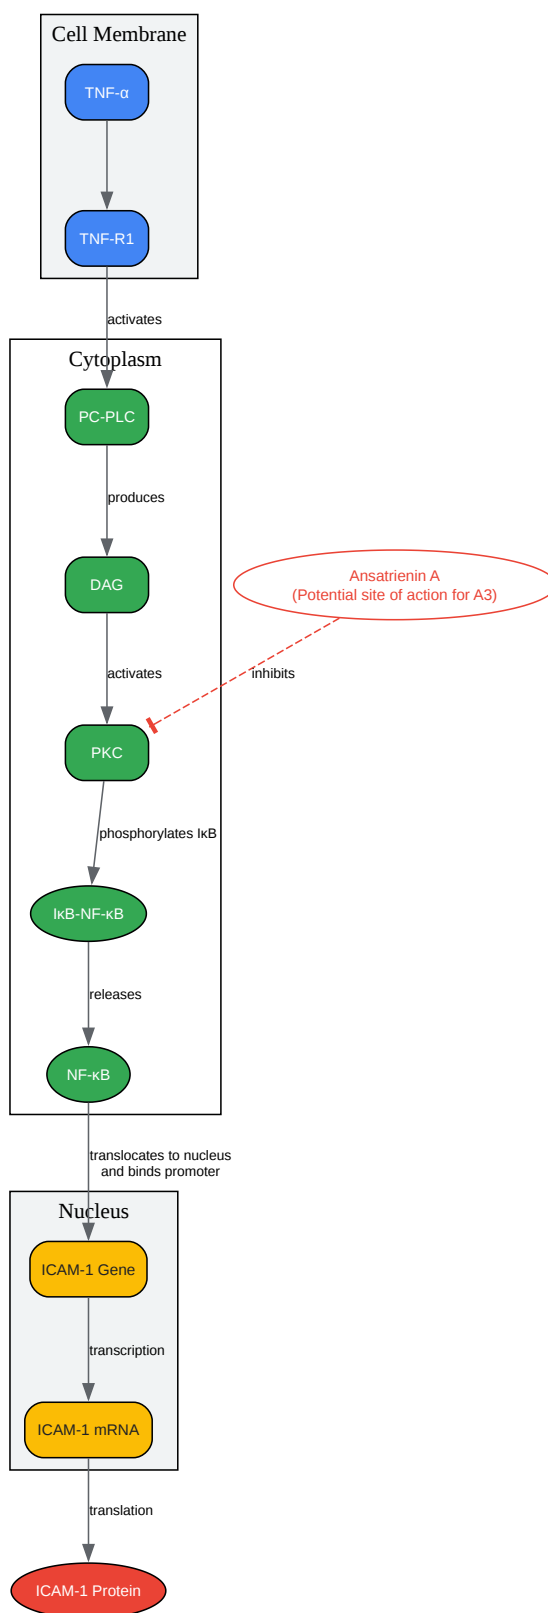 Cell Membrane
TNF-α
TNF-R1
activates
Cytoplasm
PC-PLC
produces
DAG
Ansatrienin A
(Potential site of action for A3)
activates
inhibits
PKC
phosphorylates IκB
IκB-NF-κB
releases
NF-κB
translocates to nucleus
and binds promoter
Nucleus
ICAM-1 Gene
transcription
ICAM-1 mRNA
translation
ICAM-1 Protein